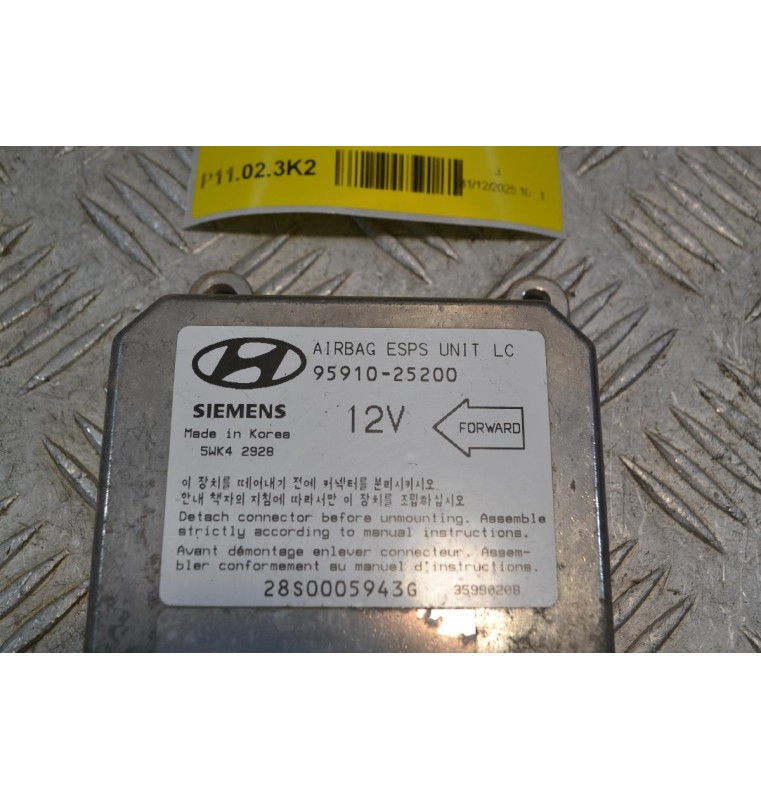 P11.02.3K2
31/12/2025 10
AIRBAG ESPS UNIT LC
95910-25200
SIEMENS
12V
FORWARD
Made in Korea
5WK4 2928
이 장치를 떼어내기 전에 커넥터를 분리시키시오.
안내 책자의 지침에 따라서만 이 장치를 조립하십시오
Detach connector before unmounting. Assemble
strictly according to manual instructions.
Avant démontage enlever connecteur. Assem-
bler conformement au manuel d'instructions.
28S0005943G
35990208